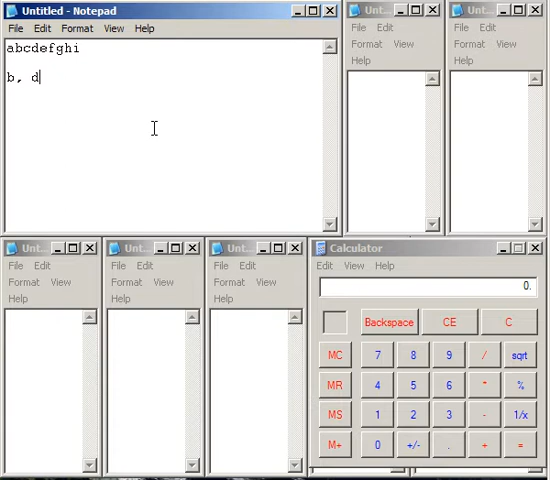 Untitled - Notepad
File Edit Format View Help
abcdefghi
b, d
Unt...
File Edit
Format View
Help
Unt...
File Edit
Format View
Help
Unt...
File Edit
Format View
Help
Unt...
File Edit
Format View
Help
Unt...
File Edit
Format View
Help
Calculator
Edit View Help
0.
Backspace CE C
MC 7 8 9 / sqrt
MR 4 5 6 * %
MS 1 2 3 - 1/x
M+ 0 +/- . + =